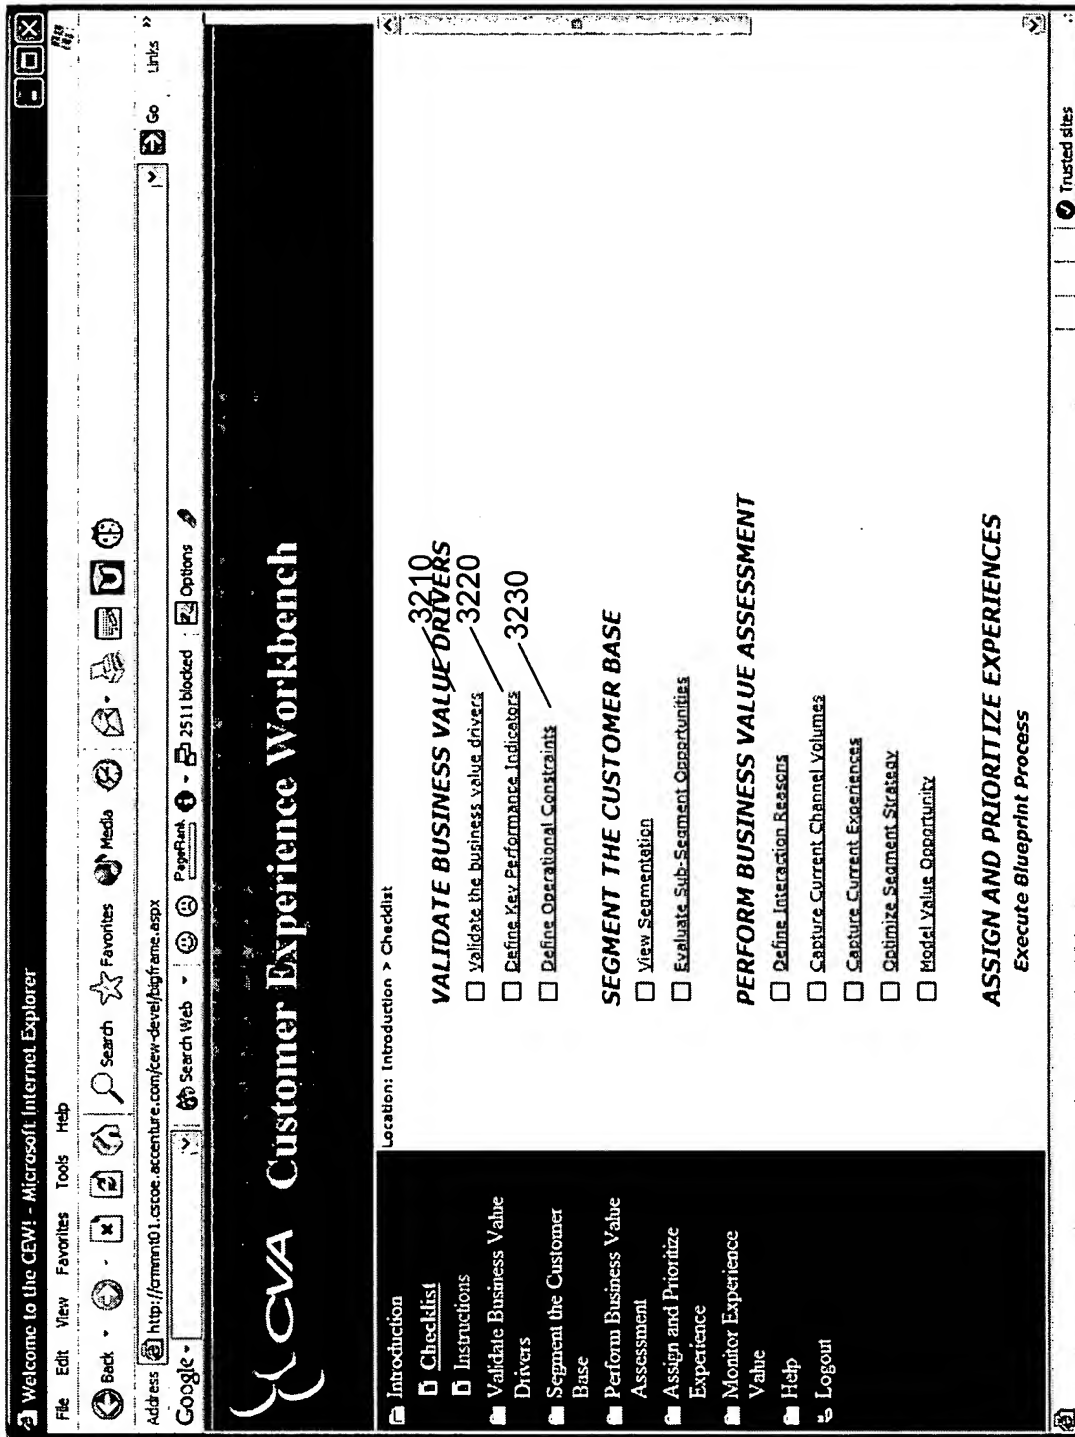 Welcome to the CEW! - Microsoft Internet Explorer
File Edit View Favorites Tools Help
Back Search Favorites Media
Address http://crmmnt01.cscoe.accenture.com/cew-devel/bigframe.aspx Go Links »
Google Search Web PageRank 2511 blocked Options
CVA Customer Experience Workbench
Introduction
Checklist
Instructions
Validate Business Value
Drivers
Segment the Customer
Base
Perform Business Value
Assessment
Assign and Prioritize
Experience
Monitor Experience
Value
Help
Logout
Location: Introduction > Checklist
VALIDATE BUSINESS VALUE DRIVERS
3210
Validate the business value drivers
3220
Define Key Performance Indicators
3230
Define Operational Constraints
SEGMENT THE CUSTOMER BASE
View Segmentation
Evaluate Sub-Segment Opportunities
PERFORM BUSINESS VALUE ASSESSMENT
Define Interaction Reasons
Capture Current Channel Volumes
Capture Current Experiences
Optimize Segment Strategy
Model Value Opportunity
ASSIGN AND PRIORITIZE EXPERIENCES
Execute Blueprint Process
Trusted sites